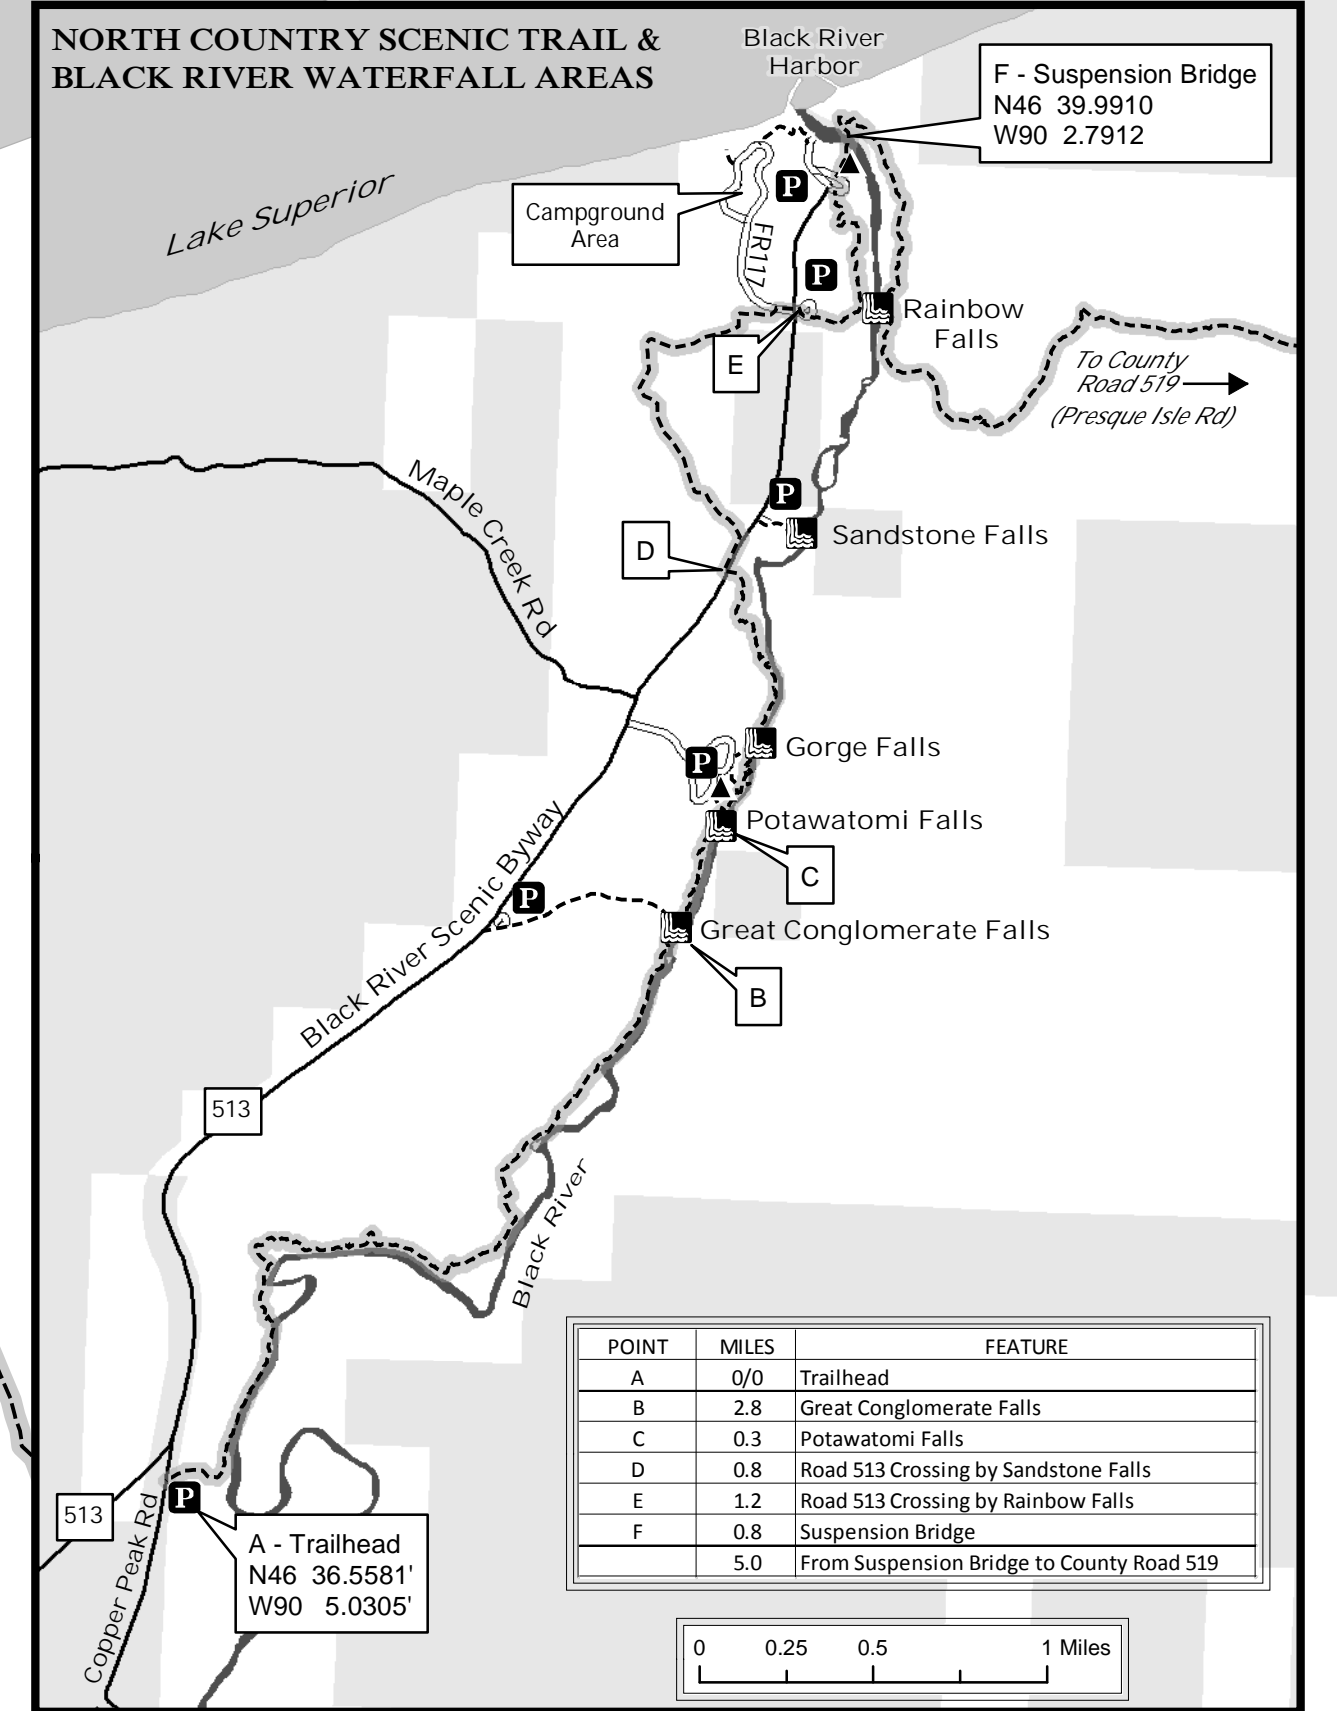 NORTH COUNTRY SCENIC TRAIL &
BLACK RIVER WATERFALL AREAS
Black River
Harbor
F - Suspension Bridge
N46 39.9910
W90 2.7912
Lake Superior
Campground
Area
P
FR117
P
Rainbow
Falls
E
To County
Road 519
(Presque Isle Rd)
Maple Creek Rd
P
Sandstone Falls
D
P
Gorge Falls
Potawatomi Falls
C
Black River Scenic Byway
P
Great Conglomerate Falls
B
513
Black River
513
P
Copper Peak Rd
A - Trailhead
N46 36.5581'
W90 5.0305'
POINT MILES FEATURE
A 0/0 Trailhead
B 2.8 Great Conglomerate Falls
C 0.3 Potawatomi Falls
D 0.8 Road 513 Crossing by Sandstone Falls
E 1.2 Road 513 Crossing by Rainbow Falls
F 0.8 Suspension Bridge
5.0 From Suspension Bridge to County Road 519
0 0.25 0.5 1 Miles